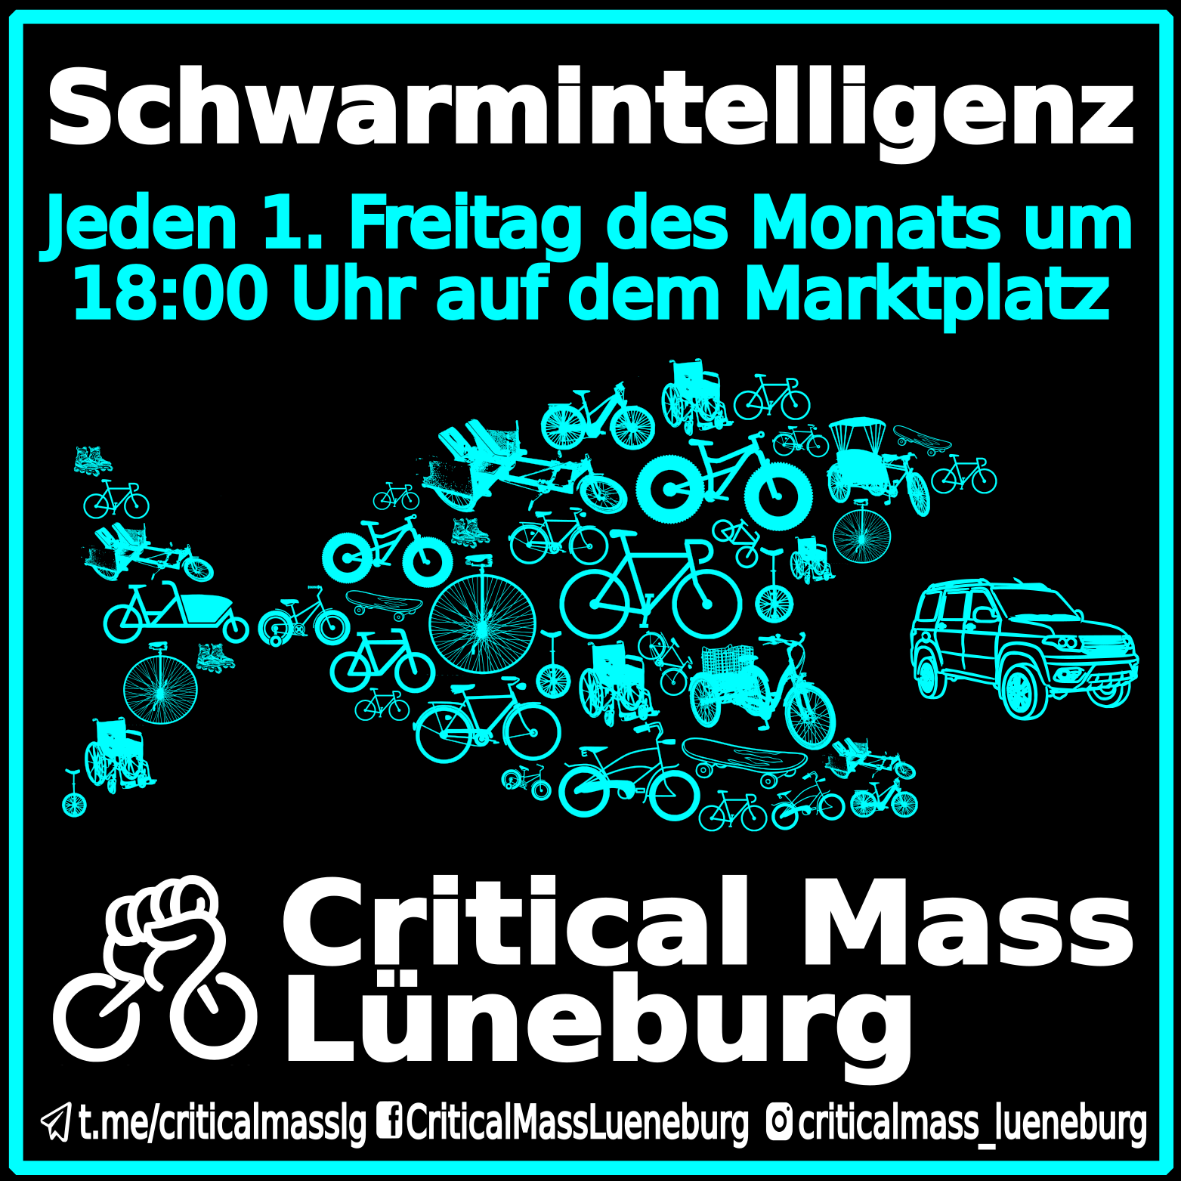 Schwarmintelligenz
Jeden 1. Freitag des Monats um
18:00 Uhr auf dem Marktplatz
Critical Mass
Lüneburg
t.me/criticalmasslg CriticalMassLueneburg criticalmass_lueneburg